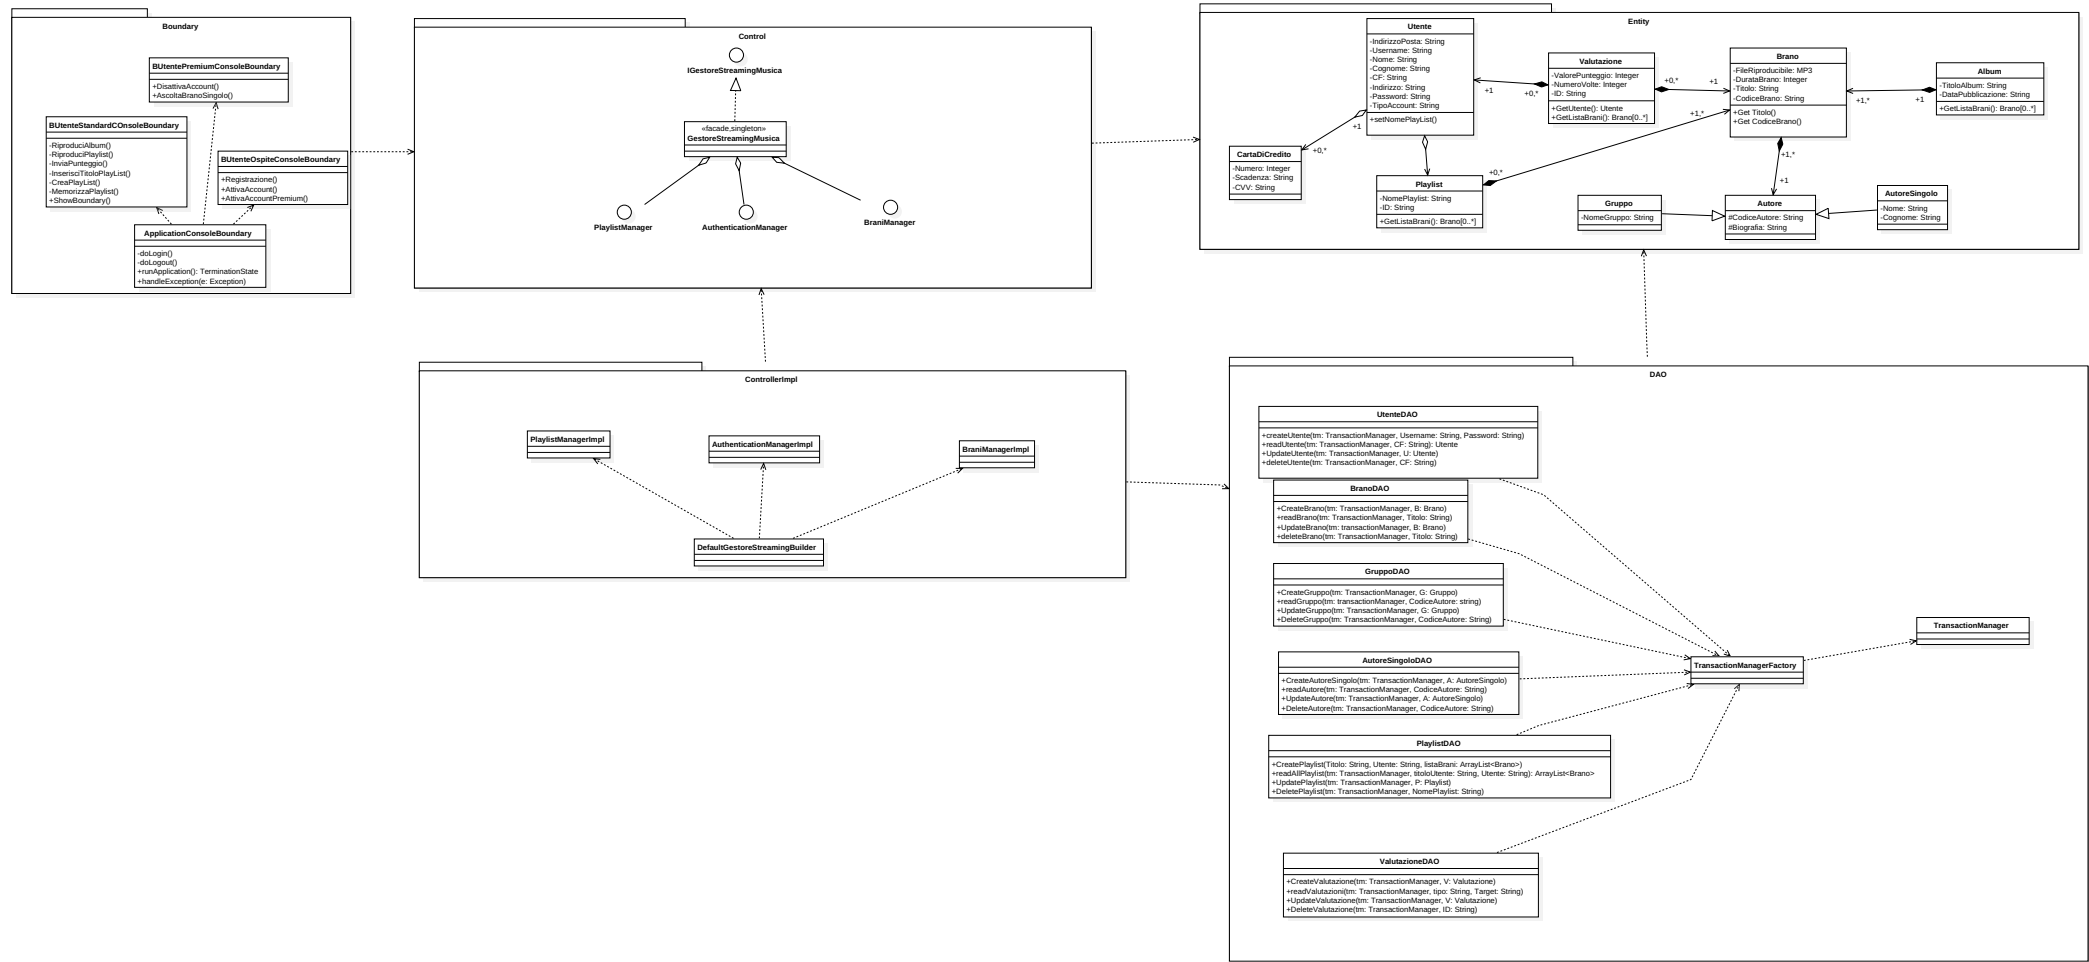 Boundary
BUtentePremiumConsoleBoundary
+DisattivaAccount()
+AscoltaBranoSingolo()
BUtenteStandardCOnsoleBoundary
-RiproduciAlbum()
-RiproduciPlaylist()
-InviaPunteggio()
-InserisciTitoloPlayList()
-CreaPlayList()
-MemorizzaPlaylist()
+ShowBoundary()
BUtenteOspiteConsoleBoundary
+Registrazione()
+AttivaAccount()
+AttivaAccountPremium()
ApplicationConsoleBoundary
-doLogin()
-doLogout()
+runApplication(): TerminationState
+handleException(e: Exception)
Control
IGestoreStreamingMusica
«facade,singleton»
GestoreStreamingMusica
PlaylistManager
AuthenticationManager
BraniManager
Entity
Utente
-IndirizzoPosta: String
-Username: String
-Nome: String
-Cognome: String
-CF: String
-Indirizzo: String
-Password: String
-TipoAccount: String
+setNomePlayList()
+1
+0,*
Valutazione
-ValorePunteggio: Integer
-NumeroVolte: Integer
-ID: String
+GetUtente(): Utente
+GetListaBrani(): Brano[0..*]
+0,*
+1
Brano
-FileRiproducibile: MP3
-DurataBrano: Integer
-Titolo: String
-CodiceBrano: String
+Get Titolo()
+Get CodiceBrano()
+1,*
+1
Album
-TitoloAlbum: String
-DataPubblicazione: String
+GetListaBrani(): Brano[0..*]
+1
+0,*
CartaDiCredito
-Numero: Integer
-Scadenza: String
-CVV: String
Playlist
-NomePlaylist: String
-ID: String
+GetListaBrani(): Brano[0..*]
+0,*
+1,*
+1,*
+1
Gruppo
-NomeGruppo: String
Autore
#CodiceAutore: String
#Biografia: String
AutoreSingolo
-Nome: String
-Cognome: String
ControllerImpl
PlaylistManagerImpl
AuthenticationManagerImpl
BraniManagerImpl
DefaultGestoreStreamingBuilder
DAO
UtenteDAO
+createUtente(tm: TransactionManager, Username: String, Password: String)
+readUtente(tm: TransactionManager, CF: String): Utente
+UpdateUtente(tm: TransactionManager, U: Utente)
+deleteUtente(tm: TransactionManager, CF: String)
BranoDAO
+CreateBrano(tm: TransactionManager, B: Brano)
+readBrano(tm: TransactionManager, Titolo: String)
+UpdateBrano(tm: transactionManager, B: Brano)
+deleteBrano(tm: TransactionManager, Titolo: String)
GruppoDAO
+CreateGruppo(tm: TransactionManager, G: Gruppo)
+readGruppo(tm: transactionManager, CodiceAutore: string)
+UpdateGruppo(tm: TransactionManager, G: Gruppo)
+DeleteGruppo(tm: TransactionManager, CodiceAutore: String)
AutoreSingoloDAO
+CreateAutoreSingolo(tm: TransactionManager, A: AutoreSingolo)
+readAutore(tm: TransactionManager, CodiceAutore: String)
+UpdateAutore(tm: TransactionManager, A: AutoreSingolo)
+DeleteAutore(tm: TransactionManager, CodiceAutore: String)
PlaylistDAO
+CreatePlaylist(Titolo: String, Utente: String, listaBrani: ArrayList<Brano>)
+readAllPlaylist(tm: TransactionManager, titoloUtente: String, Utente: String): ArrayList<Brano>
+UpdatePlaylist(tm: TransactionManager, P: Playlist)
+DeletePlaylist(tm: TransactionManager, NomePlaylist: String)
ValutazioneDAO
+CreateValutazione(tm: TransactionManager, V: Valutazione)
+readValutazioni(tm: TransactionManager, tipo: String, Target: String)
+UpdateValutazione(tm: TransactionManager, V: Valutazione)
+DeleteValutazione(tm: TransactionManager, ID: String)
TransactionManagerFactory
TransactionManager